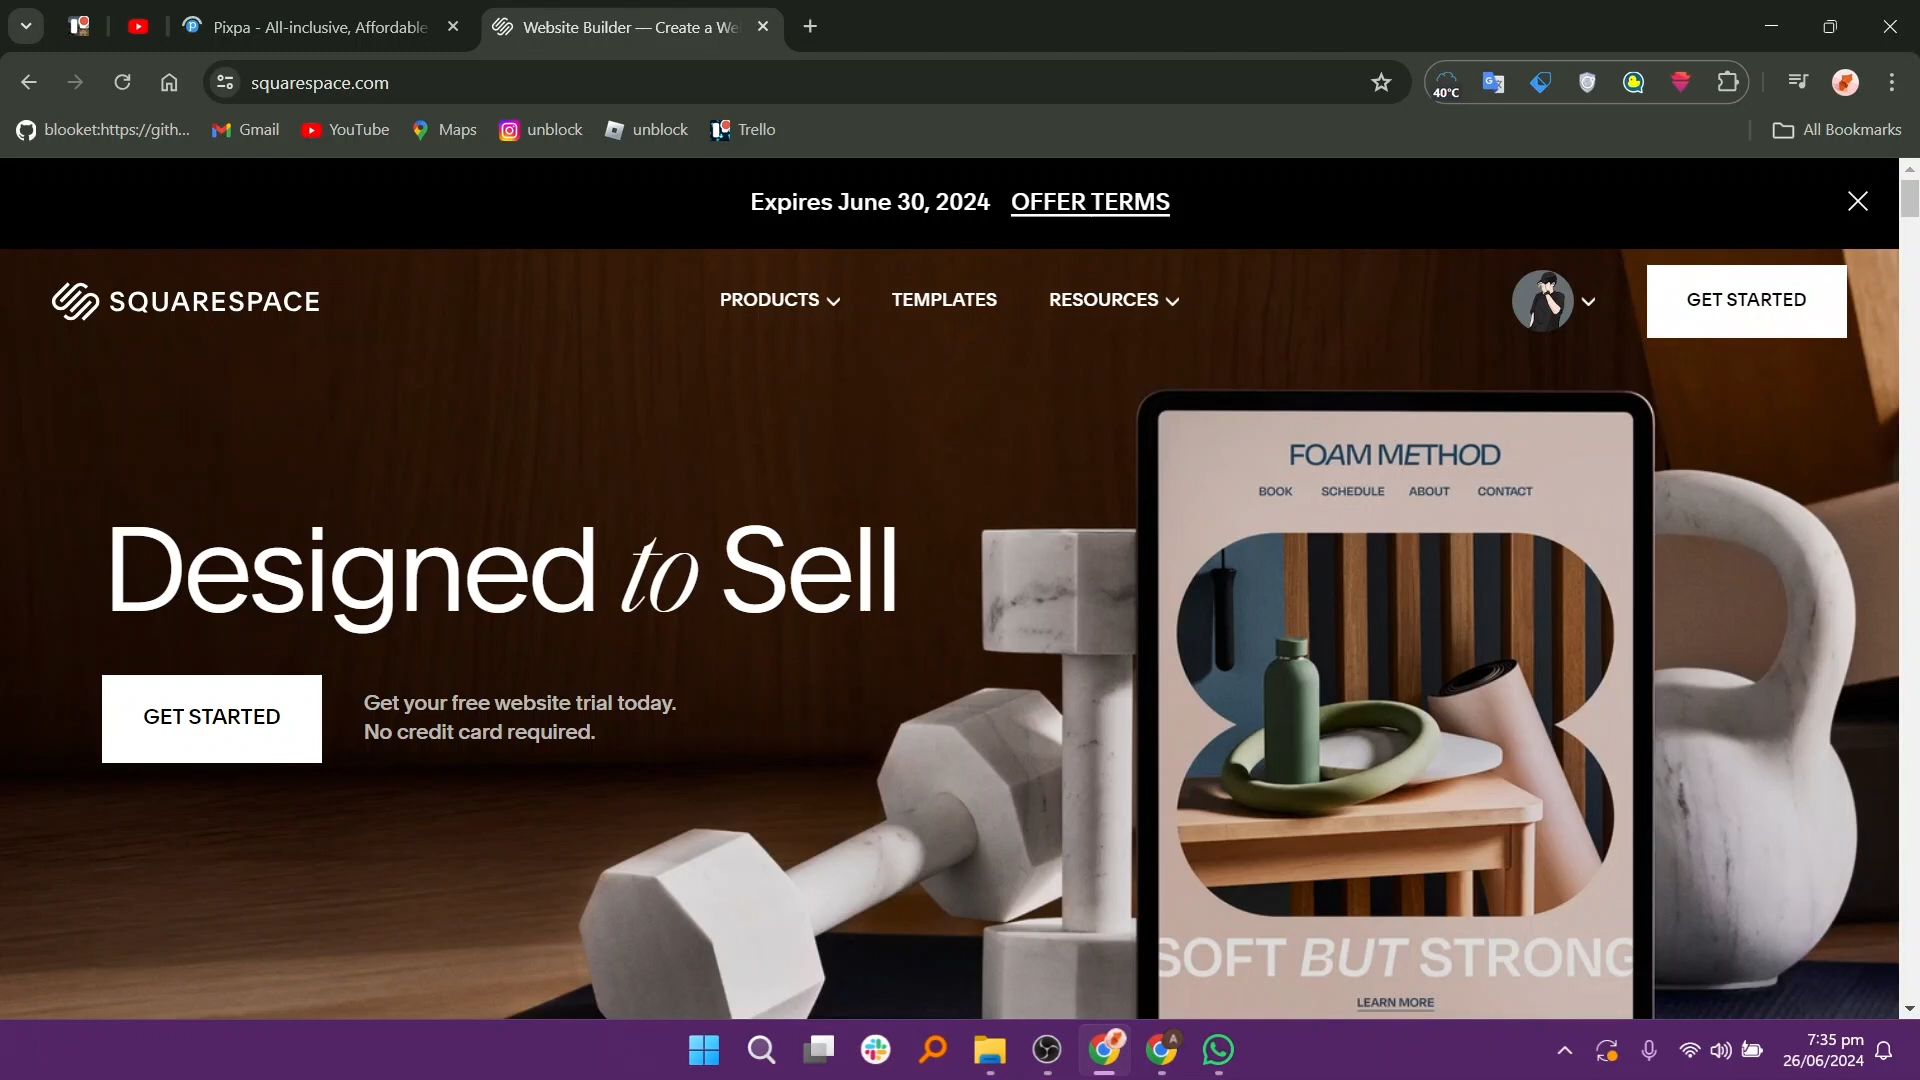 Pixpa - All-inclusive, Affordable
Website Builder — Create a We
squarespace.com
40°C
blooket:https://gith...
Gmail
YouTube
Maps
unblock
unblock
Trello
All Bookmarks
Expires June 30, 2024 OFFER TERMS
SQUARESPACE
PRODUCTS
TEMPLATES
RESOURCES
GET STARTED
FOAM METHOD
BOOK SCHEDULE ABOUT CONTACT
Designed to Sell
GET STARTED
Get your free website trial today.
No credit card required.
SOFT BUT STRONG
LEARN MORE
7:35 pm
26/06/2024